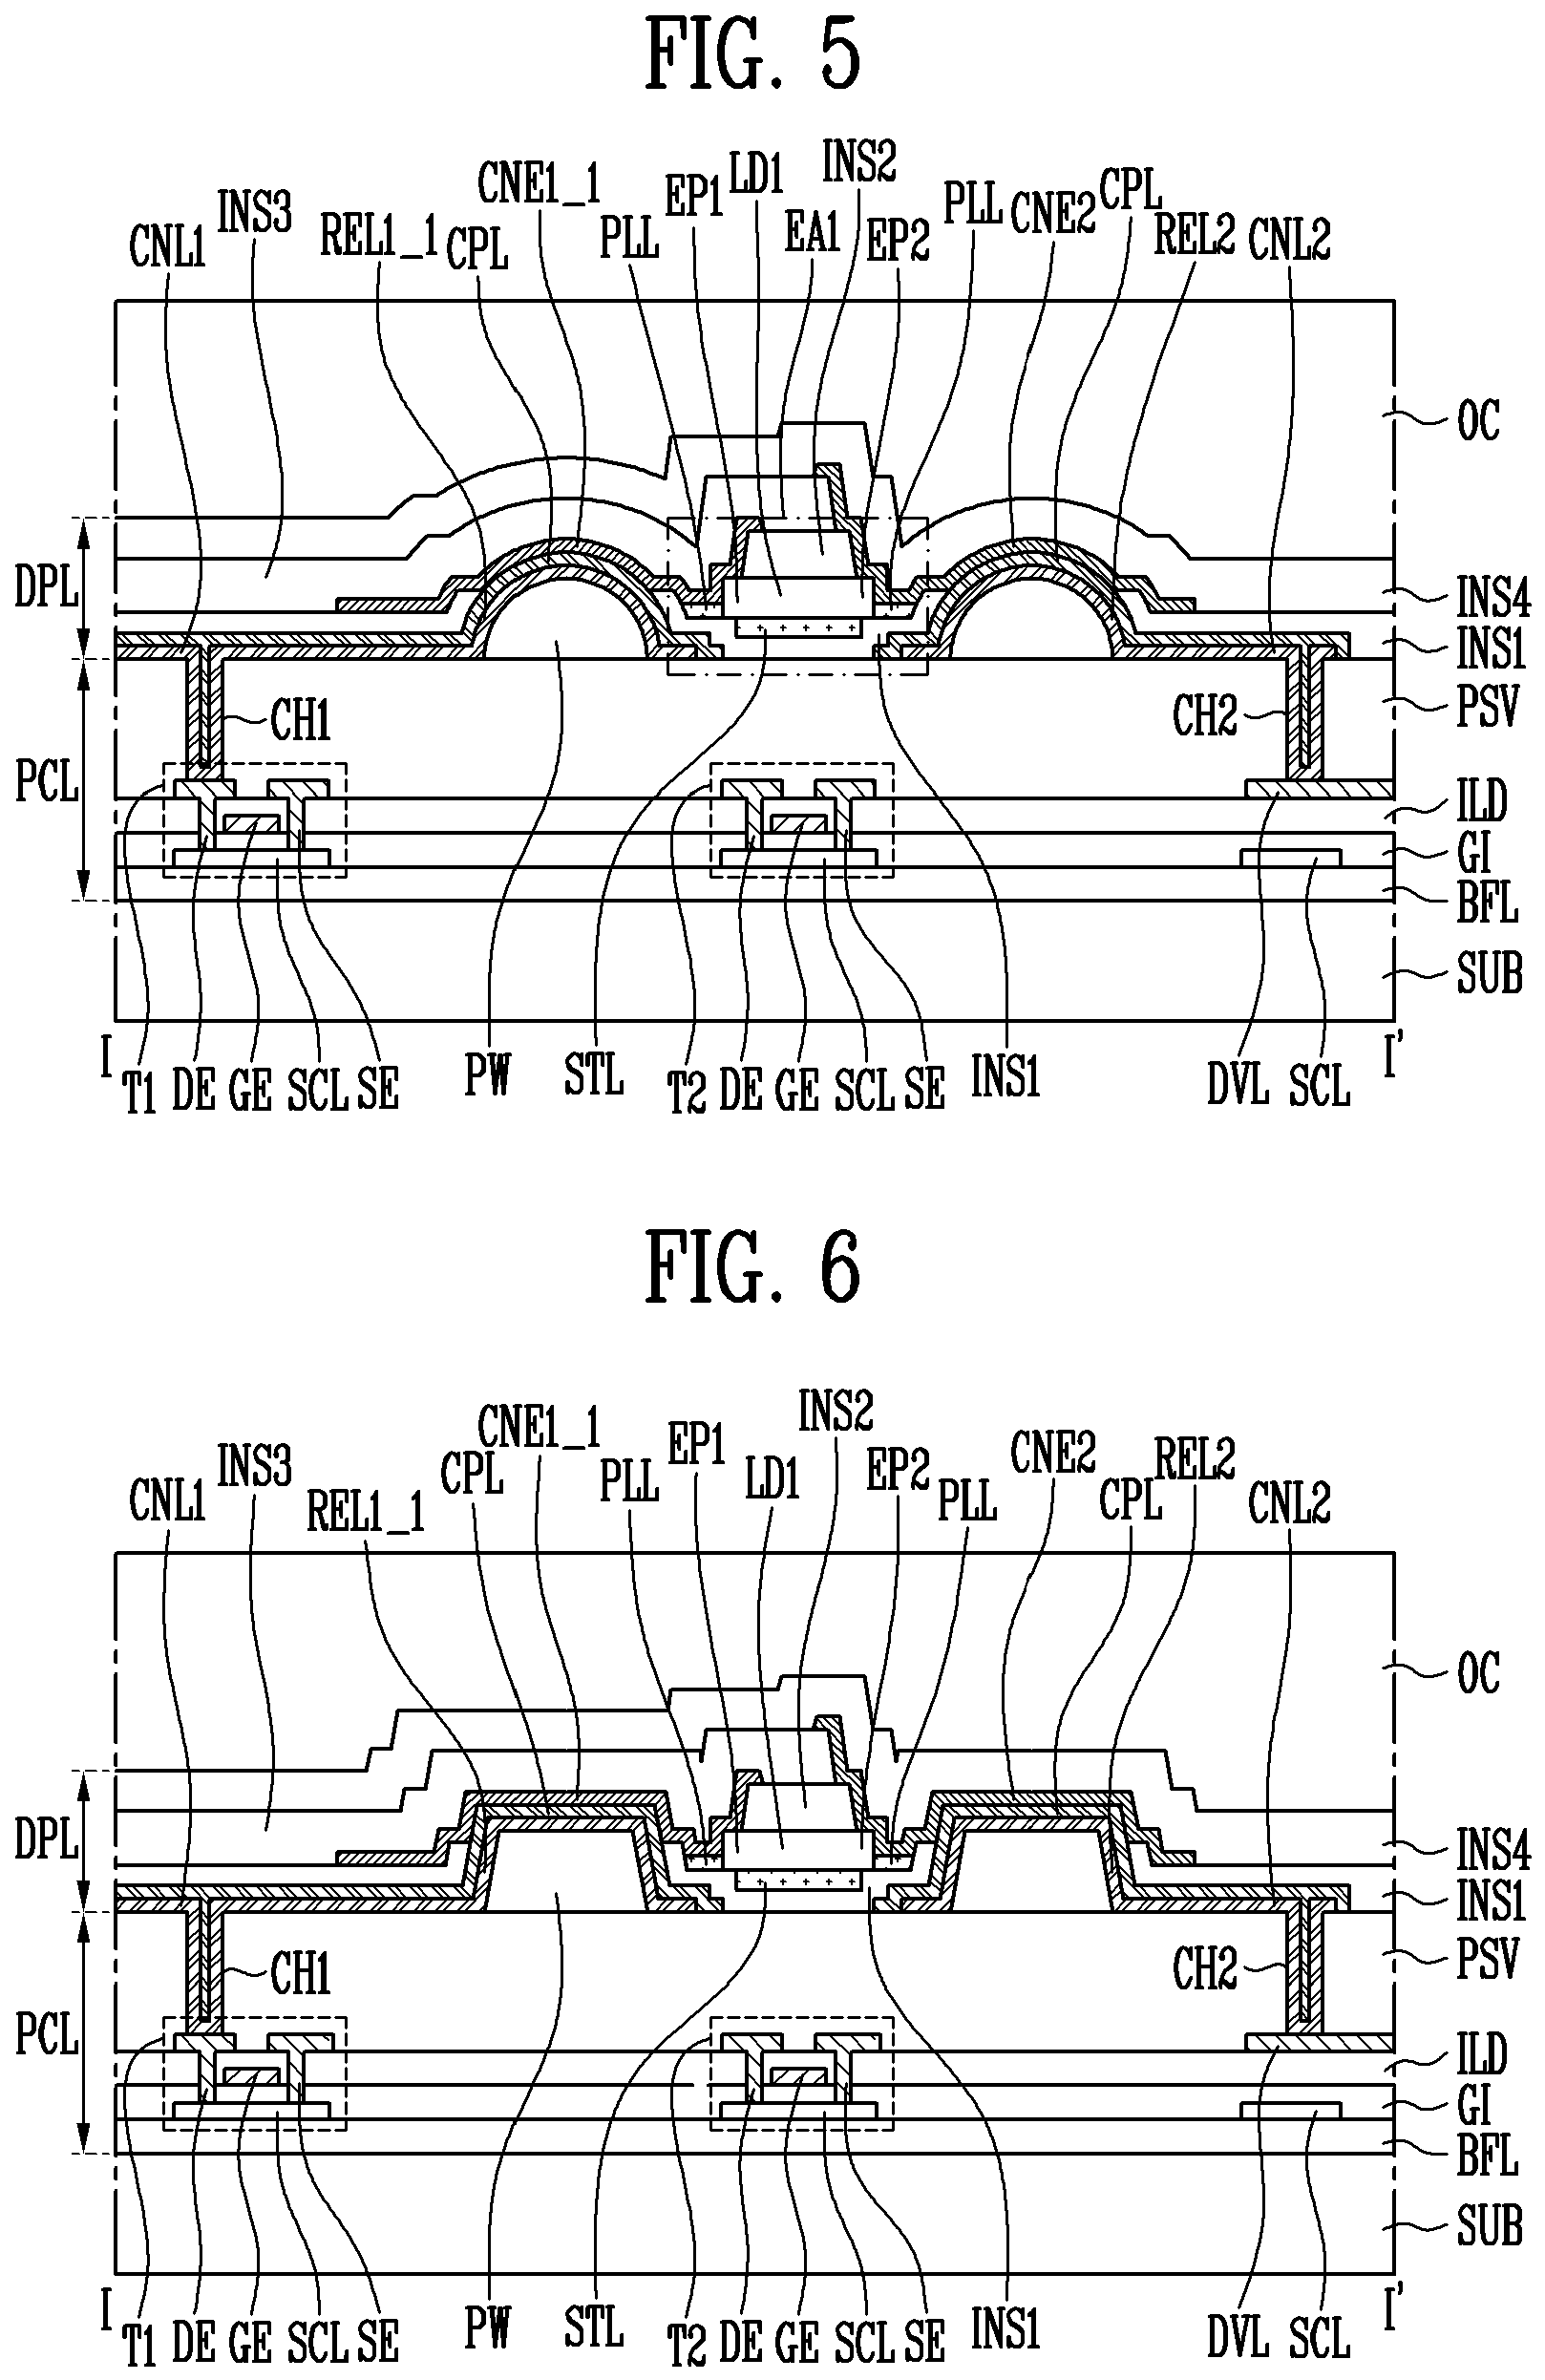 FIG. 5
CNL1 INS3 REL1_1 CPL CNE1_1 PLL EP1 LD1 EA1 INS2 EP2 PLL CNE2 CPL REL2 CNL2
OC
DPL
INS4
INS1
CH1 CH2 PSV
PCL
ILD
GI
BFL
SUB
I I'
T1 DE GE SCL SE PW STL T2 DE GE SCL SE INS1 DVL SCL
FIG. 6
CNL1 INS3 REL1_1 CPL CNE1_1 PLL EP1 LD1 INS2 EP2 PLL CNE2 CPL REL2 CNL2
OC
DPL
INS4
INS1
CH1 CH2 PSV
PCL
ILD
GI
BFL
SUB
I I'
T1 DE GE SCL SE PW STL T2 DE GE SCL SE INS1 DVL SCL